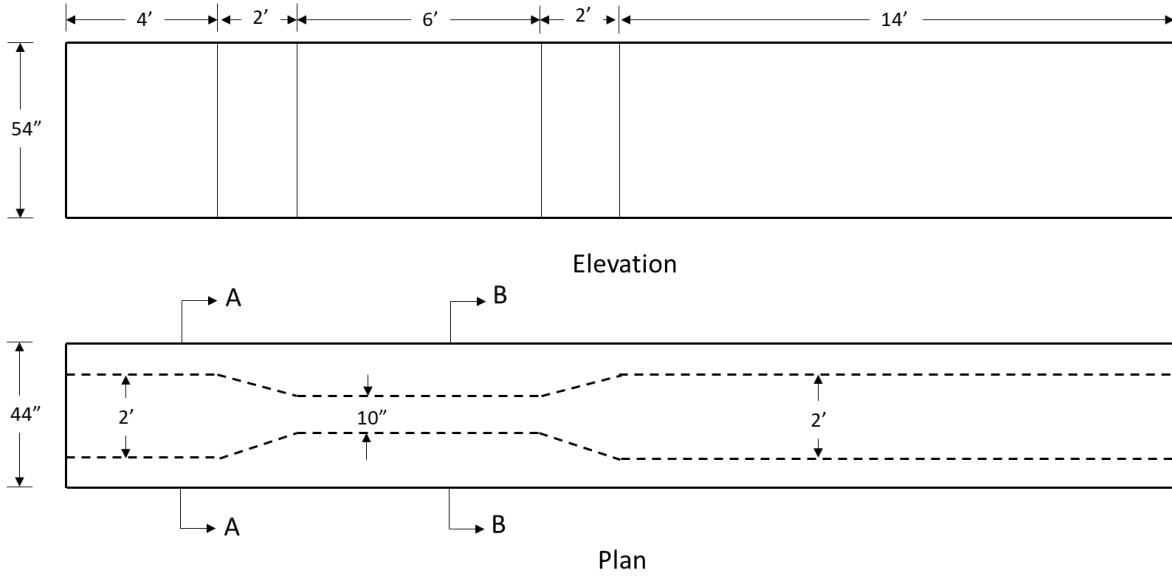 4’ 2’ 6’ 2’ 14’
54”
Elevation
A B
44” 2’ 10” 2’
A B
Plan